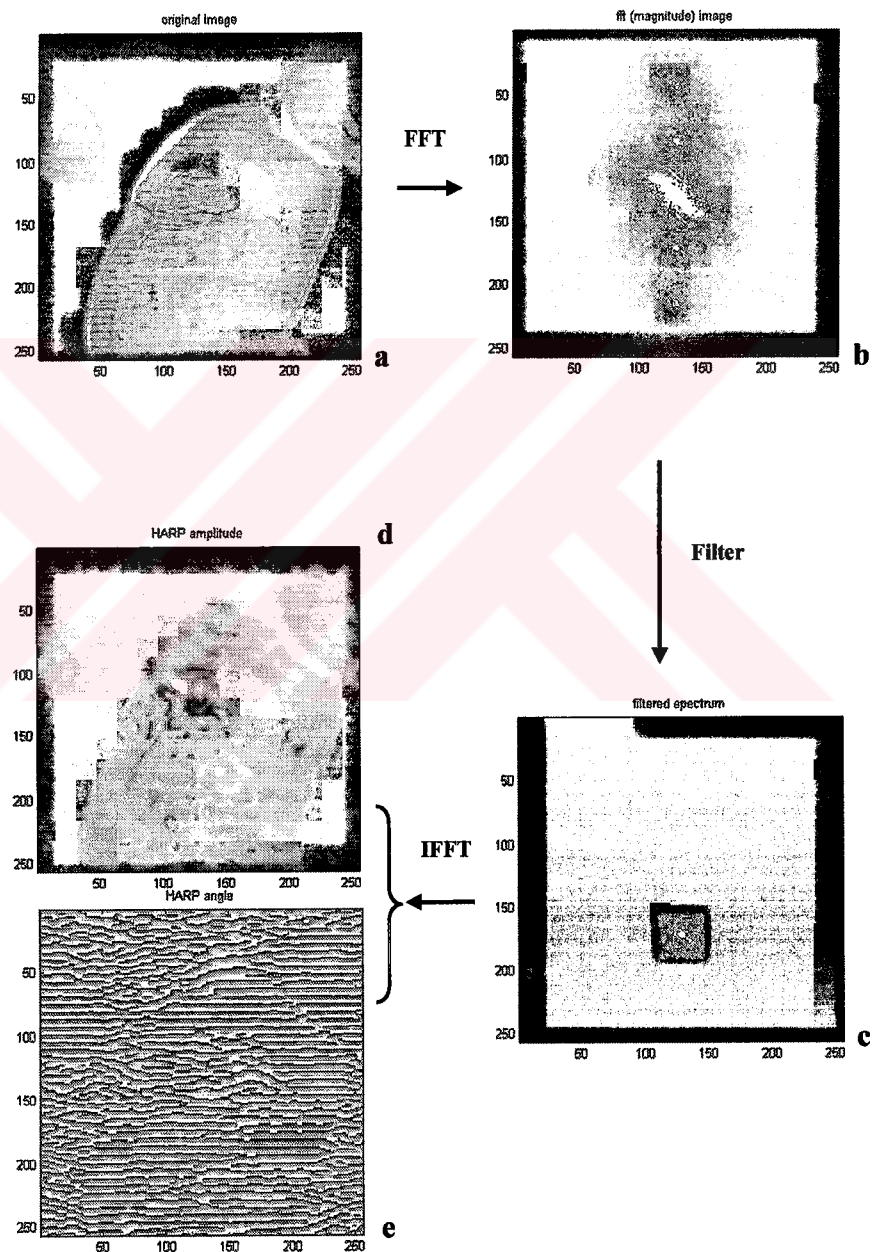 original image
50
100
150
200
250
50 100 150 200 250
a
FFT
fft (magnitude) image
50
100
150
200
250
50 100 150 200 250
b
Filter
d
HARP amplitude
50
100
150
200
250
50 100 150 200 250
IFFT
filtered spectrum
50
100
150
200
250
50 100 150 200 250
c
HARP angle
50
100
150
200
250
50 100 150 200 250
e